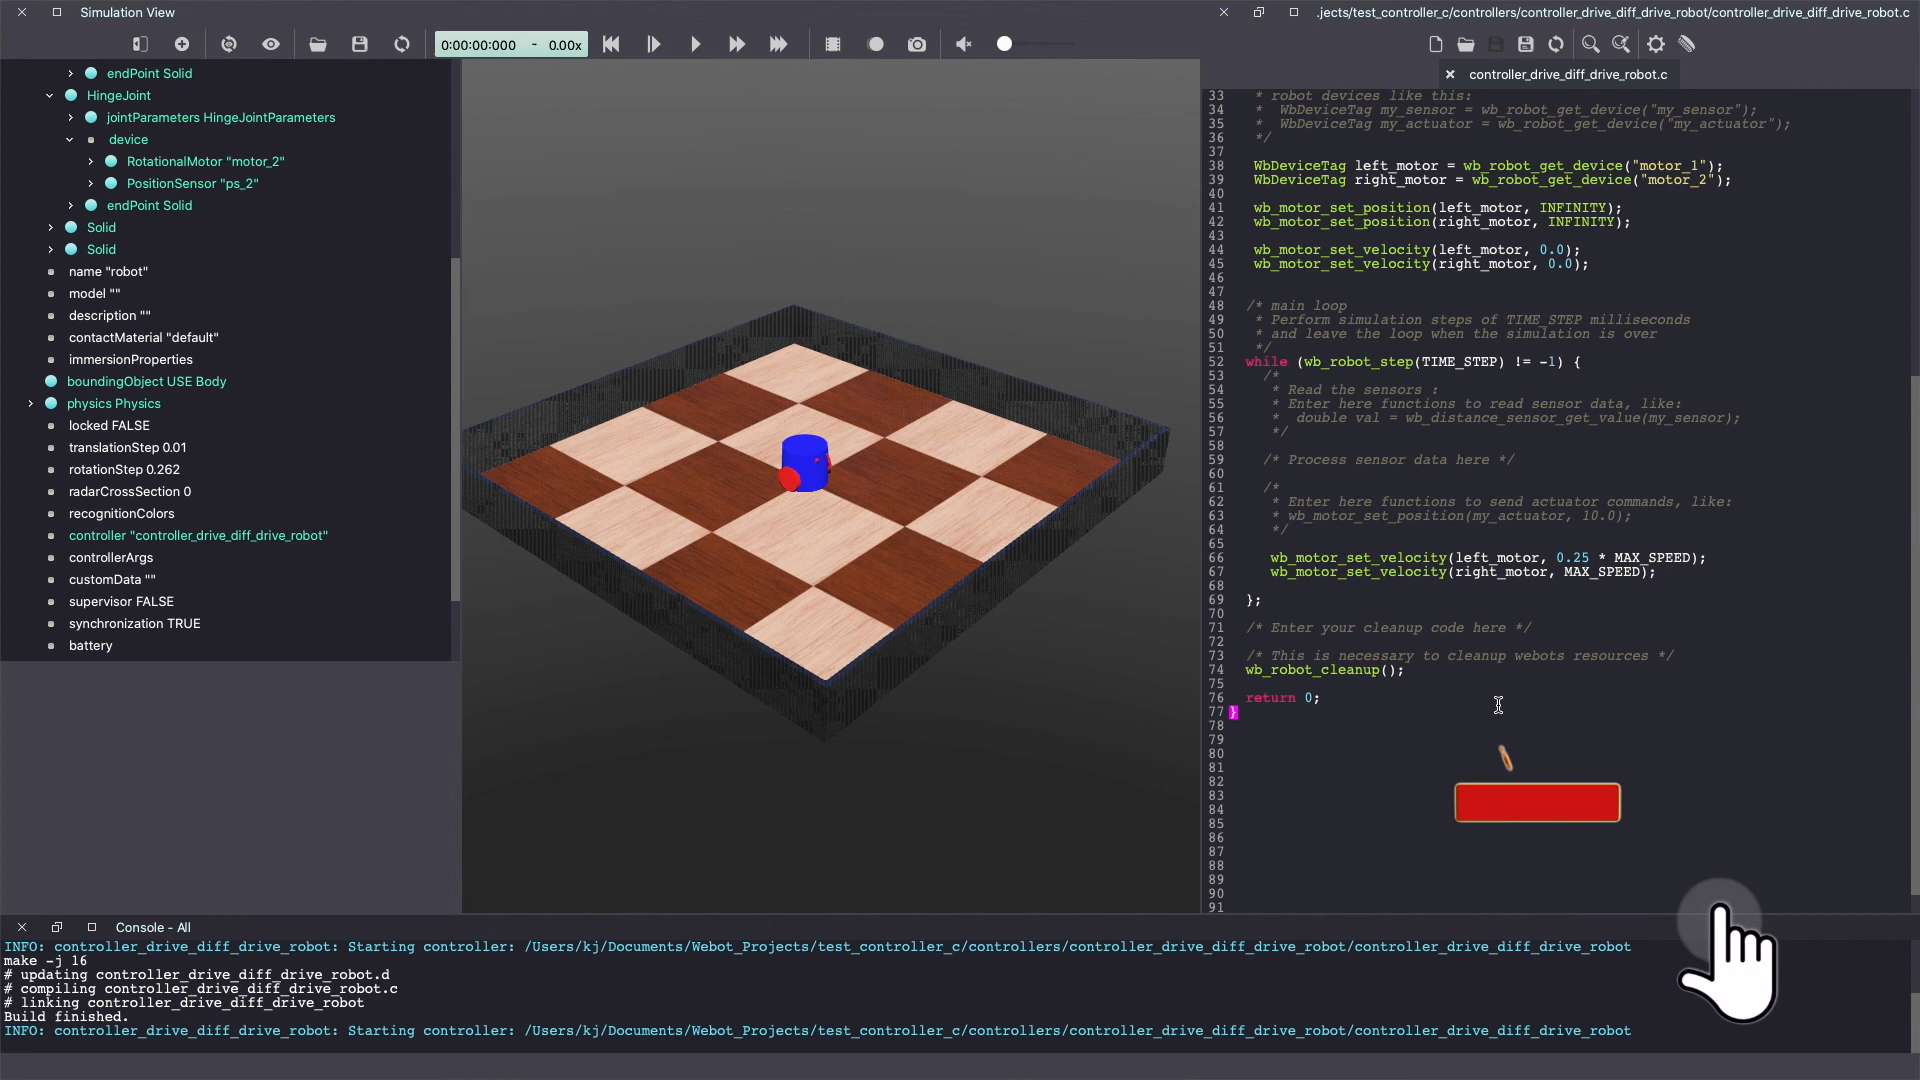 Simulation View
0:00:00:000 - 0.00x
endPoint Solid
HingeJoint
jointParameters HingeJointParameters
device
RotationalMotor "motor_2"
PositionSensor "ps_2"
endPoint Solid
Solid
Solid
name "robot"
model ""
description ""
contactMaterial "default"
immersionProperties
boundingObject USE Body
physics Physics
locked FALSE
translationStep 0.01
rotationStep 0.262
radarCrossSection 0
recognitionColors
controller "controller_drive_diff_drive_robot"
controllerArgs
customData ""
supervisor FALSE
synchronization TRUE
battery
.jects/test_controller_c/controllers/controller_drive_diff_drive_robot/controller_drive_diff_drive_robot.c
controller_drive_diff_drive_robot.c
33 * robot devices like this:
34 * WbDeviceTag my_sensor = wb_robot_get_device("my_sensor");
35 * WbDeviceTag my_actuator = wb_robot_get_device("my_actuator");
36 */
37
38 WbDeviceTag left_motor = wb_robot_get_device("motor_1");
39 WbDeviceTag right_motor = wb_robot_get_device("motor_2");
40
41 wb_motor_set_position(left_motor, INFINITY);
42 wb_motor_set_position(right_motor, INFINITY);
43
44 wb_motor_set_velocity(left_motor, 0.0);
45 wb_motor_set_velocity(right_motor, 0.0);
46
47
48 /* main loop
49 * Perform simulation steps of TIME_STEP milliseconds
50 * and leave the loop when the simulation is over
51 */
52 while (wb_robot_step(TIME_STEP) != -1) {
53 /*
54 * Read the sensors :
55 * Enter here functions to read sensor data, like:
56 * double val = wb_distance_sensor_get_value(my_sensor);
57 */
58
59 /* Process sensor data here */
60
61 /*
62 * Enter here functions to send actuator commands, like:
63 * wb_motor_set_position(my_actuator, 10.0);
64 */
65
66 wb_motor_set_velocity(left_motor, 0.25 * MAX_SPEED);
67 wb_motor_set_velocity(right_motor, MAX_SPEED);
68
69 };
70
71 /* Enter your cleanup code here */
72
73 /* This is necessary to cleanup webots resources */
74 wb_robot_cleanup();
75
76 return 0;
77 }
78
79
80
81
82
83
84
85
86
87
88
89
90
91
Console - All
INFO: controller_drive_diff_drive_robot: Starting controller: /Users/kj/Documents/Webot_Projects/test_controller_c/controllers/controller_drive_diff_drive_robot/controller_drive_diff_drive_robot
make -j 16
# updating controller_drive_diff_drive_robot.d
# compiling controller_drive_diff_drive_robot.c
# linking controller_drive_diff_drive_robot
Build finished.
INFO: controller_drive_diff_drive_robot: Starting controller: /Users/kj/Documents/Webot_Projects/test_controller_c/controllers/controller_drive_diff_drive_robot/controller_drive_diff_drive_robot